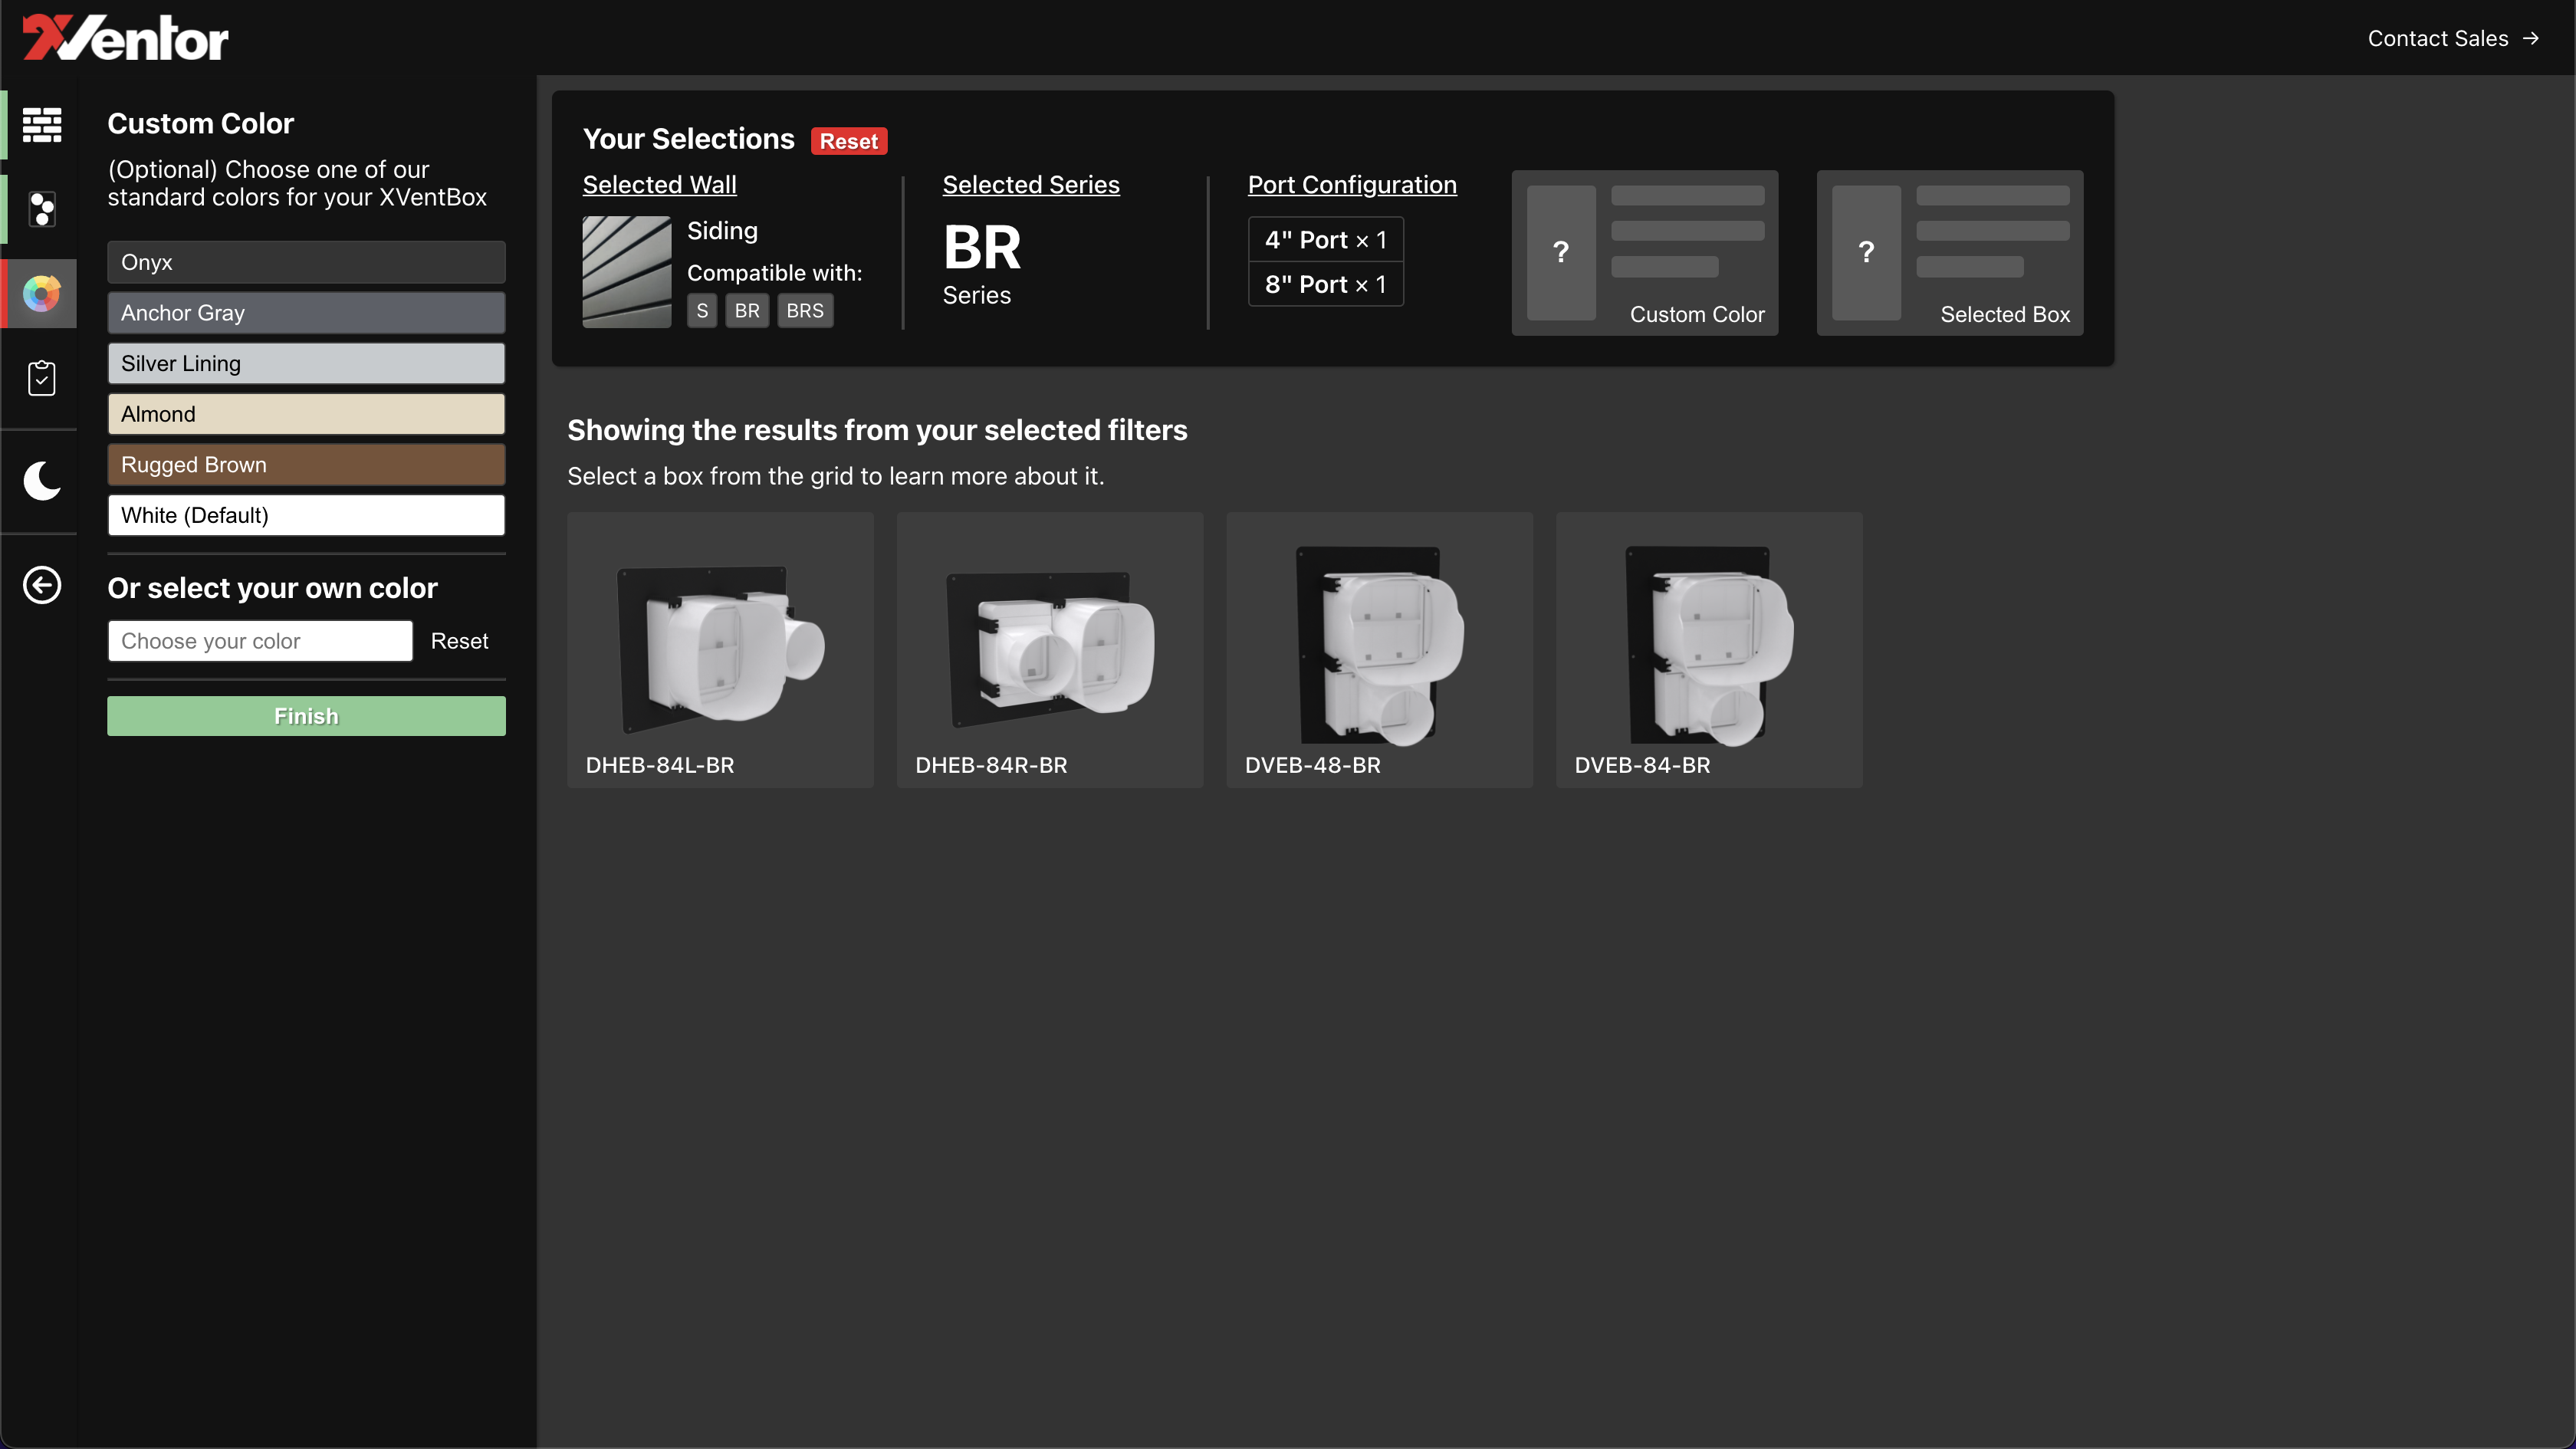 XVentor
Contact Sales →
Custom Color
(Optional) Choose one of our
standard colors for your XVentBox
Onyx
Anchor Gray
Silver Lining
Almond
Rugged Brown
White (Default)
Or select your own color
Choose your color
Reset
Finish
Your Selections
Reset
Selected Wall
Siding
Compatible with:
S BR BRS
Selected Series
BR
Series
Port Configuration
4" Port × 1
8" Port × 1
?
Custom Color
?
Selected Box
Showing the results from your selected filters
Select a box from the grid to learn more about it.
DHEB-84L-BR
DHEB-84R-BR
DVEB-48-BR
DVEB-84-BR